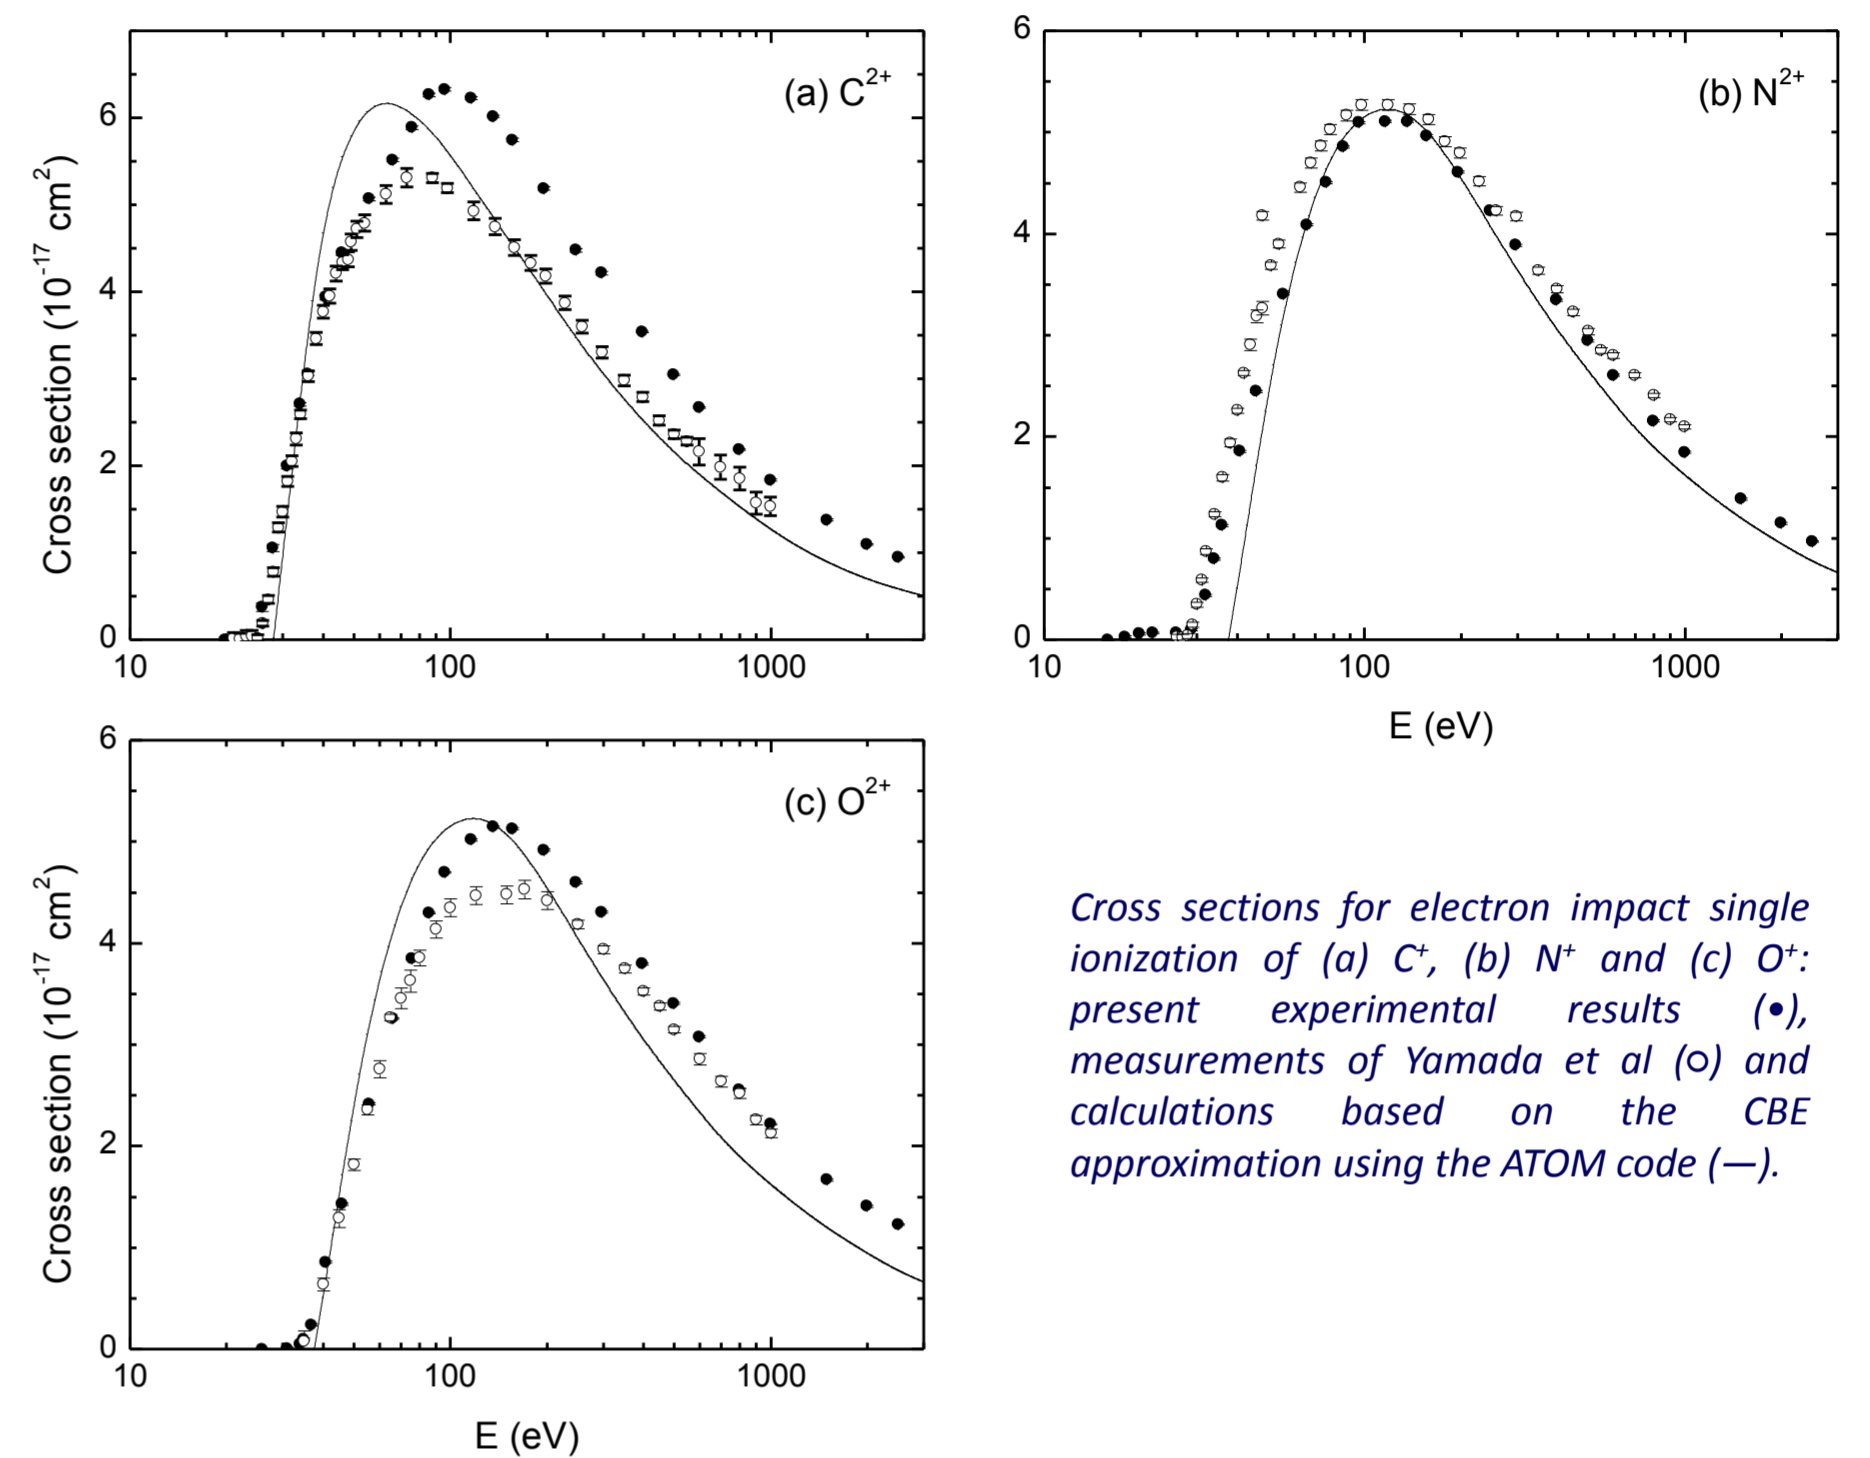 (a) C²⁺
Cross section (10⁻¹⁷ cm²)
6
4
2
0
10 100 1000
(b) N²⁺
6
4
2
0
10 100 1000
E (eV)
(c) O²⁺
Cross section (10⁻¹⁷ cm²)
6
4
2
0
10 100 1000
E (eV)
Cross sections for electron impact single
ionization of (a) C⁺, (b) N⁺ and (c) O⁺:
present experimental results (●),
measurements of Yamada et al (○) and
calculations based on the CBE
approximation using the ATOM code (—).